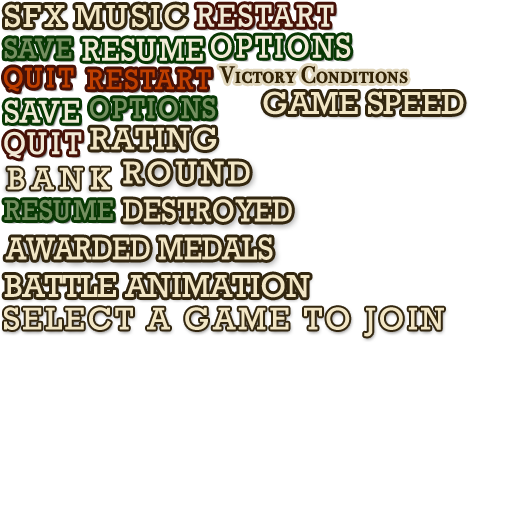 SFX MUSIC RESTART
SAVE RESUME OPTIONS
QUIT RESTART Victory Conditions
SAVE OPTIONS GAME SPEED
QUIT RATING
BANK ROUND
RESUME DESTROYED
AWARDED MEDALS
BATTLE ANIMATION
SELECT A GAME TO JOIN